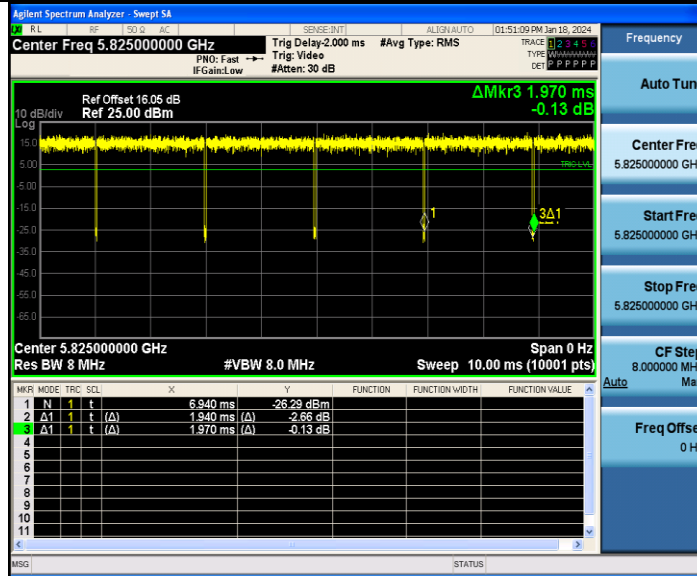 Agilent Spectrum Analyzer - Swept SA
RL RF 50 Ω AC SENSE:INT ALIGN AUTO 01:51:09 PM Jan 18, 2024
Center Freq 5.825000000 GHz
PNO: Fast
IFGain:Low
Trig Delay-2.000 ms
Trig: Video
#Atten: 30 dB
#Avg Type: RMS
TRACE 1 2 3 4 5 6
TYPE
DET P P P P P P
Ref Offset 16.05 dB
10 dB/div Ref 25.00 dBm
Log
ΔMkr3 1.970 ms
-0.13 dB
15.0
5.00
TRIG LVL
-5.00
-15.0
-25.0
1
3Δ1
-35.0
-45.0
-55.0
-65.0
Center 5.825000000 GHz Span 0 Hz
Res BW 8 MHz #VBW 8.0 MHz Sweep 10.00 ms (10001 pts)
MKR MODE TRC SCL X Y FUNCTION FUNCTION WIDTH FUNCTION VALUE
1 N 1 t 6.940 ms -26.29 dBm
2 Δ1 1 t (Δ) 1.940 ms (Δ) -2.66 dB
3 Δ1 1 t (Δ) 1.970 ms (Δ) -0.13 dB
4
5
6
7
8
9
10
11
MSG STATUS
Frequency
Auto Tun
Center Fre
5.825000000 GH
Start Fre
5.825000000 GH
Stop Fre
5.825000000 GH
CF Step
8.000000 MH
Auto Ma
Freq Offse
0 H